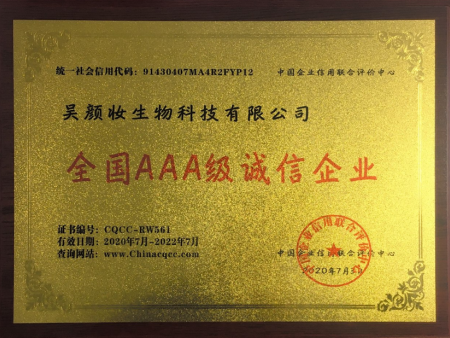 统一社会信用代码：91430407MA4R2FYP12
中国企业信用联合评价中心
吴颜妆生物科技有限公司
全国AAA级诚信企业
证书编号：CQCC-RW561
有效日期：2020年7月-2022年7月
查询网站：www.Chinacqcc.com
中国企业信用联合评价中心
2020年7月